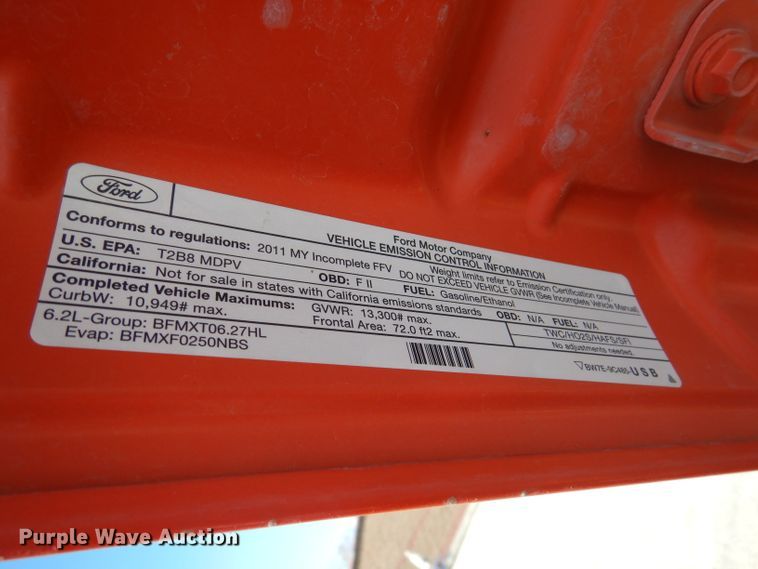 Ford
Ford Motor Company
VEHICLE EMISSION CONTROL INFORMATION
Conforms to regulations: 2011 MY Incomplete FFV Weight limits refer to Emission Certification only.
U.S. EPA: T2B8 MDPV DO NOT EXCEED VEHICLE GVWR (See Incomplete Vehicle Manual)
OBD: F II FUEL: Gasoline/Ethanol
California: Not for sale in states with California emissions standards OBD: N/A FUEL: N/A
Completed Vehicle Maximums: GVWR: 13,300# max. TWC/HO2S/HAFS/SFI
CurbW: 10,949# max. Frontal Area: 72.0 ft2 max. No adjustments needed.
6.2L-Group: BFMXT06.27HL
Evap: BFMXF0250NBS
BW7E-9C485-USB
Purple Wave Auction